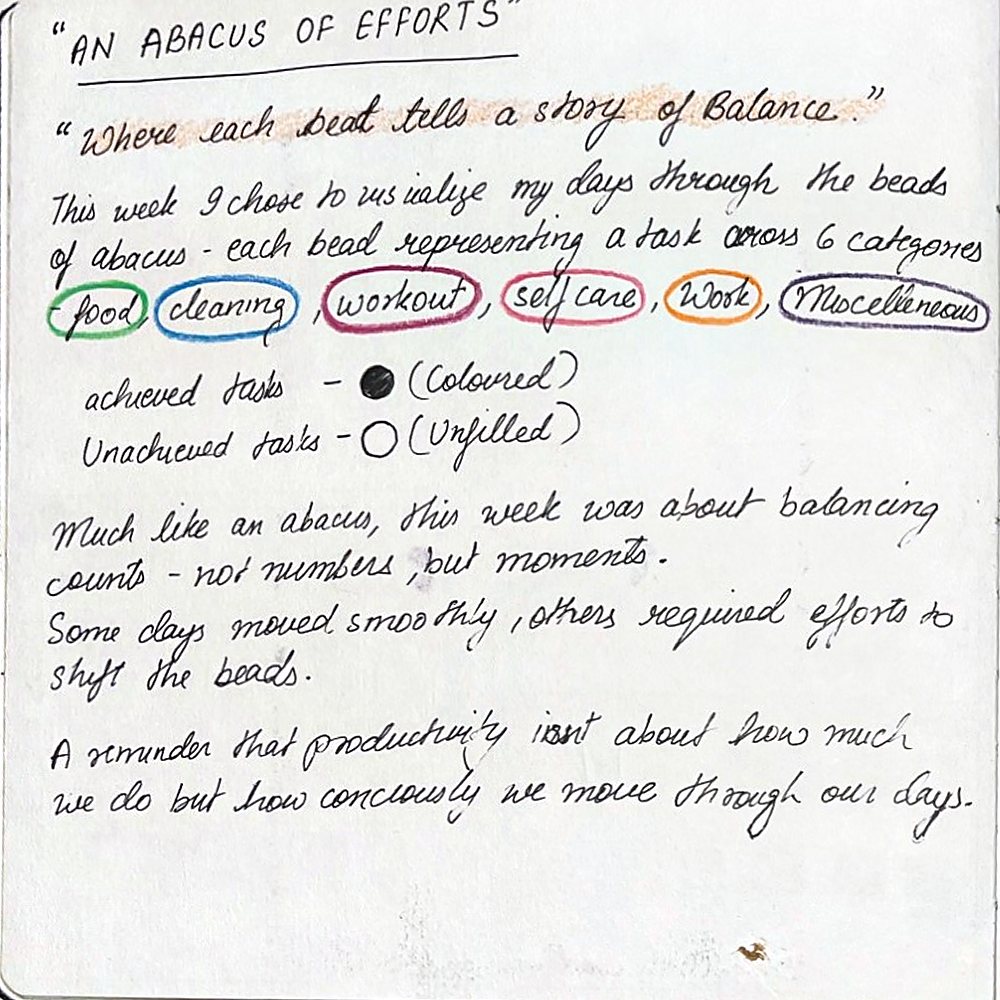 "AN ABACUS OF EFFORTS"
"Where each beat tells a story of Balance."
This week I chose to visualize my days through the beads
of abacus - each bead representing a task across 6 categories
- food, cleaning, workout, self care, Work, Miscelleneous
achieved tasks - (Coloured)
Unachieved tasks - (Unfilled)
Much like an abacus, this week was about balancing
counts - not numbers, but moments.
Some days moved smoothly, others required efforts to
shift the beads.
A reminder that productivity isnt about how much
we do but how conciously we move through our days.